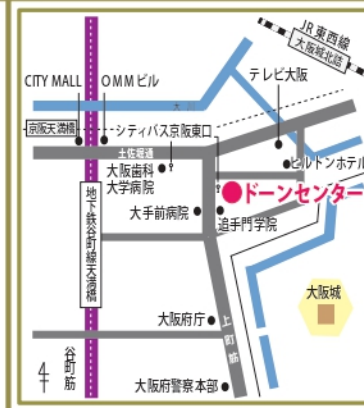 JR東西線
大阪城北詰
CITY MALL
OMMビル
テレビ大阪
大川
京阪天満橋
シティバス京阪東口
土佐堀通
ヒルトンホテル
大阪歯科
大学病院
ドーンセンター
大手前病院
追手門学院
地下鉄谷町線天満橋
大阪城
大阪府庁
上町筋
谷町筋
大阪府警察本部